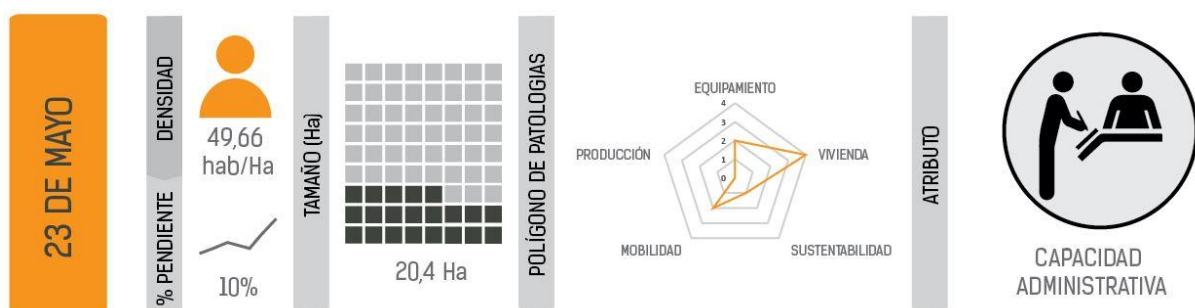 23 DE MAYO
DENSIDAD
49,66
hab/Ha
% PENDIENTE
10%
TAMAÑO (Ha)
20,4 Ha
POLÍGONO DE PATOLOGIAS
EQUIPAMIENTO
4
3
2
1
0
PRODUCCIÓN
VIVIENDA
MOBILIDAD
SUSTENTABILIDAD
ATRIBUTO
CAPACIDAD
ADMINISTRATIVA